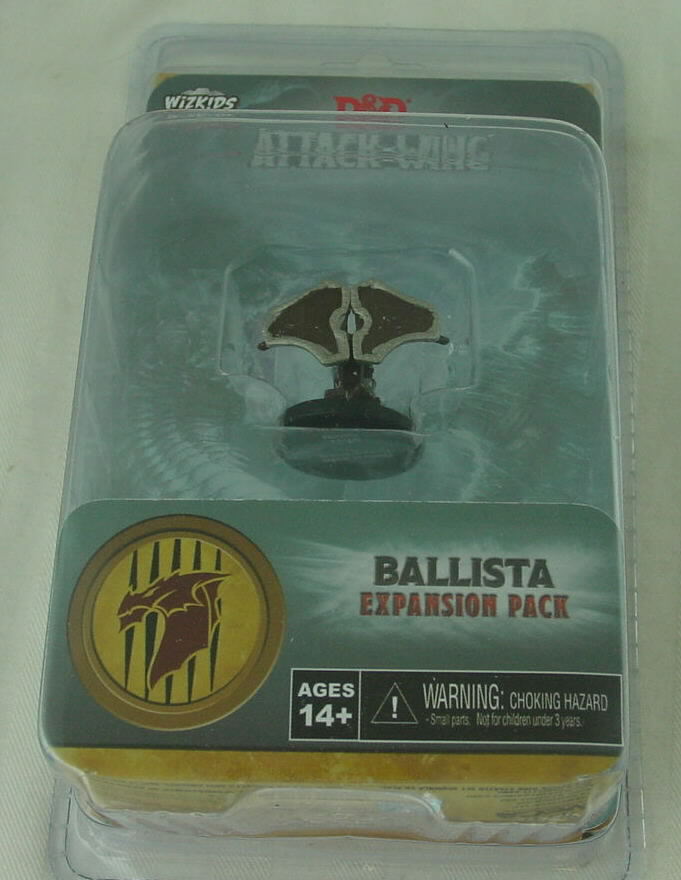 WIZKIDS
D&D
ATTACK WING
BALLISTA
EXPANSION PACK
AGES
14+
WARNING: CHOKING HAZARD
- Small parts. Not for children under 3 years.